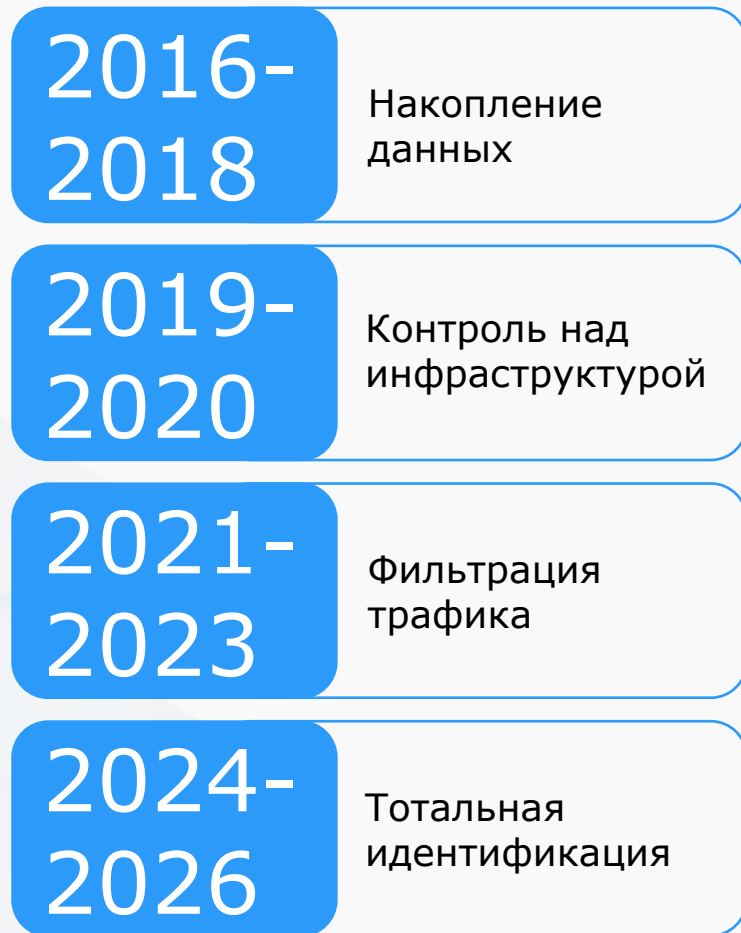 2016-
2018
Накопление
данных
2019-
2020
Контроль над
инфраструктурой
2021-
2023
Фильтрация
трафика
2024-
2026
Тотальная
идентификация